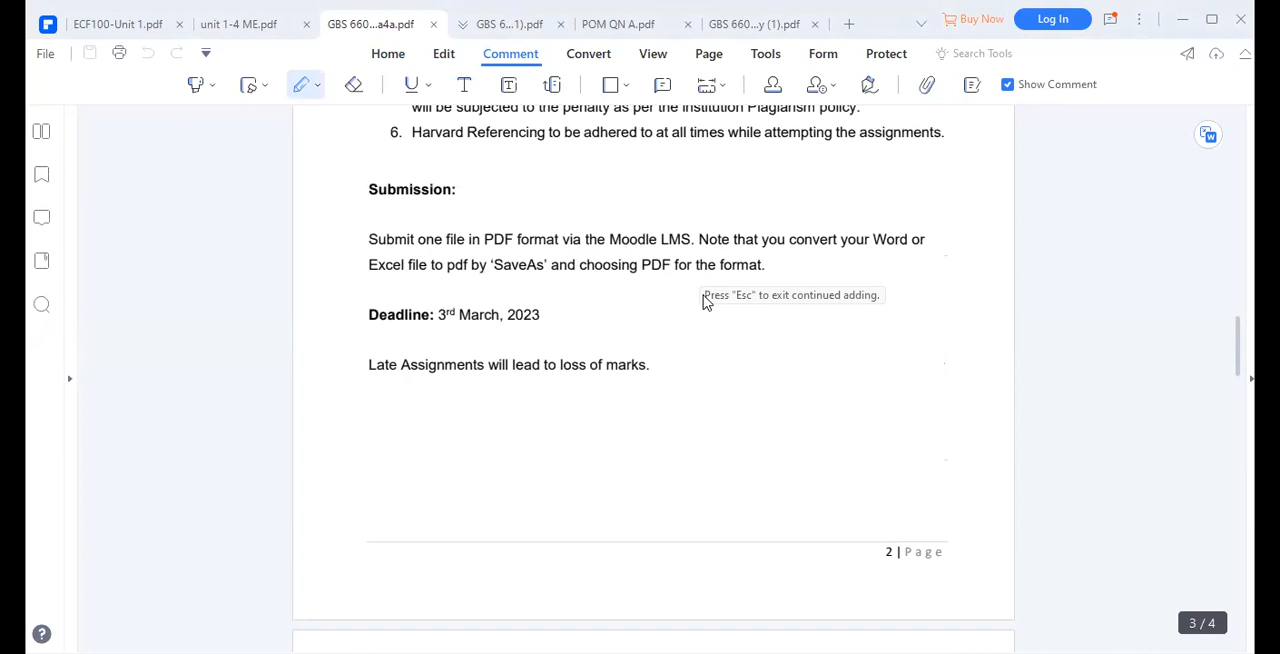 ECF100-Unit 1.pdf
unit 1-4 ME.pdf
GBS 660...a4a.pdf
GBS 6...1).pdf
POM QN A.pdf
GBS 660...y (1).pdf
Buy Now
Log In
File
Home
Edit
Comment
Convert
View
Page
Tools
Form
Protect
Search Tools
Show Comment
will be subjected to the penalty as per the institution Plagiarism policy.
6. Harvard Referencing to be adhered to at all times while attempting the assignments.
Submission:
Submit one file in PDF format via the Moodle LMS. Note that you convert your Word or
Excel file to pdf by ‘SaveAs’ and choosing PDF for the format.
Press "Esc" to exit continued adding.
Deadline: 3rd March, 2023
Late Assignments will lead to loss of marks.
2 | Page
3 / 4